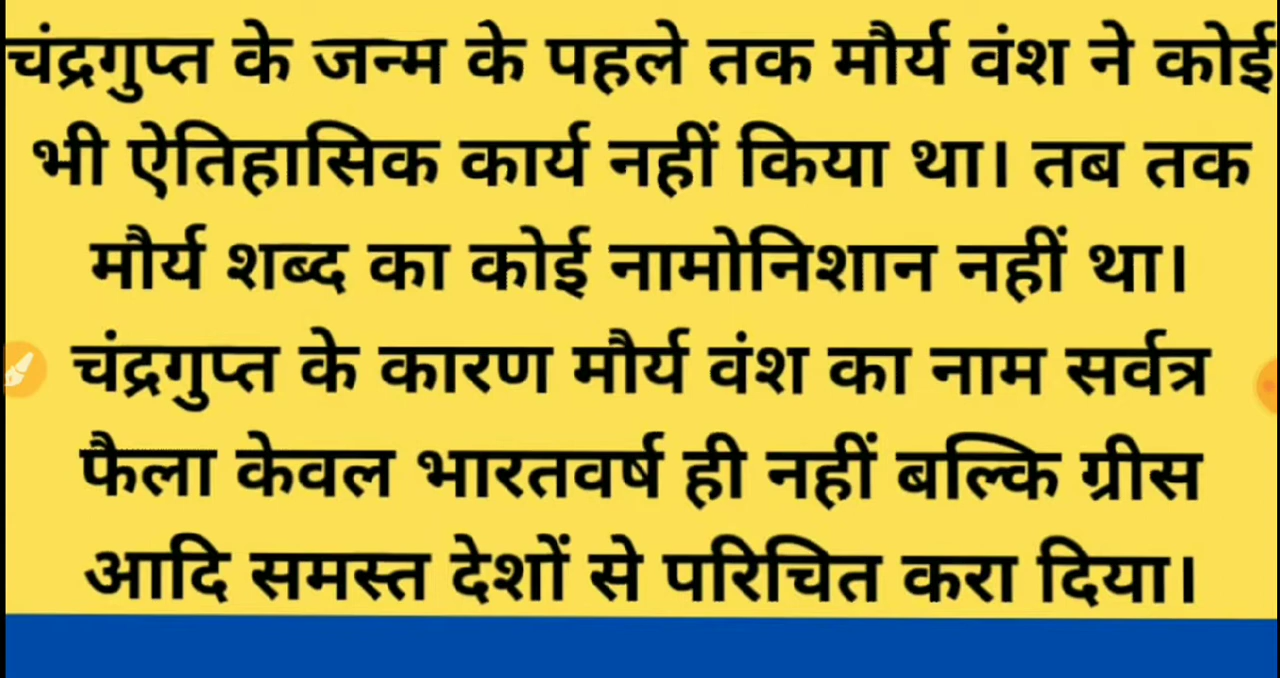 चंद्रगुप्त के जन्म के पहले तक मौर्य वंश ने कोई
भी ऐतिहासिक कार्य नहीं किया था। तब तक
मौर्य शब्द का कोई नामोनिशान नहीं था।
चंद्रगुप्त के कारण मौर्य वंश का नाम सर्वत्र
फैला केवल भारतवर्ष ही नहीं बल्कि ग्रीस
आदि समस्त देशों से परिचित करा दिया।